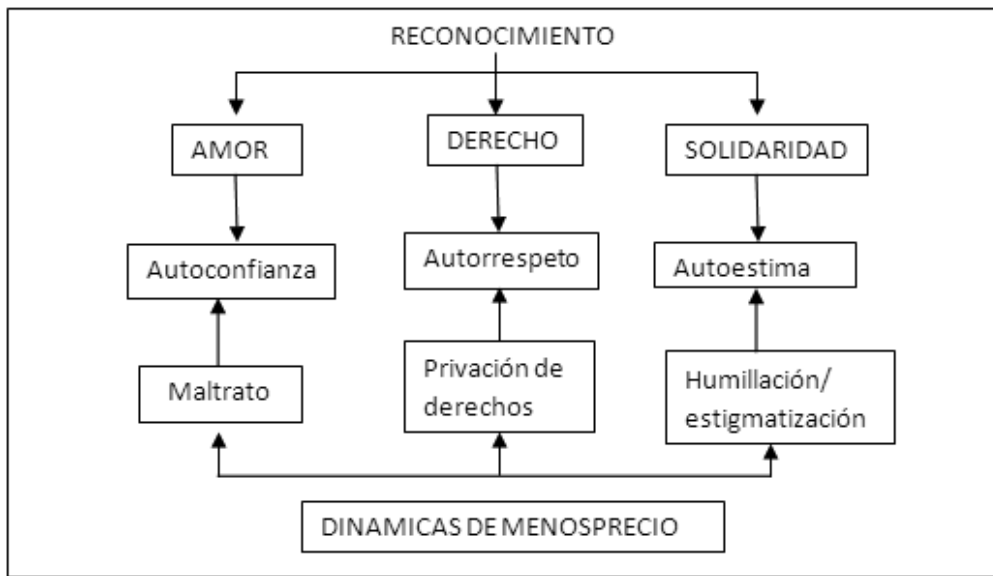 RECONOCIMIENTO
AMOR
DERECHO
SOLIDARIDAD
Autoconfianza
Autorrespeto
Autoestima
Maltrato
Privación de
derechos
Humillación/
estigmatización
DINAMICAS DE MENOSPRECIO